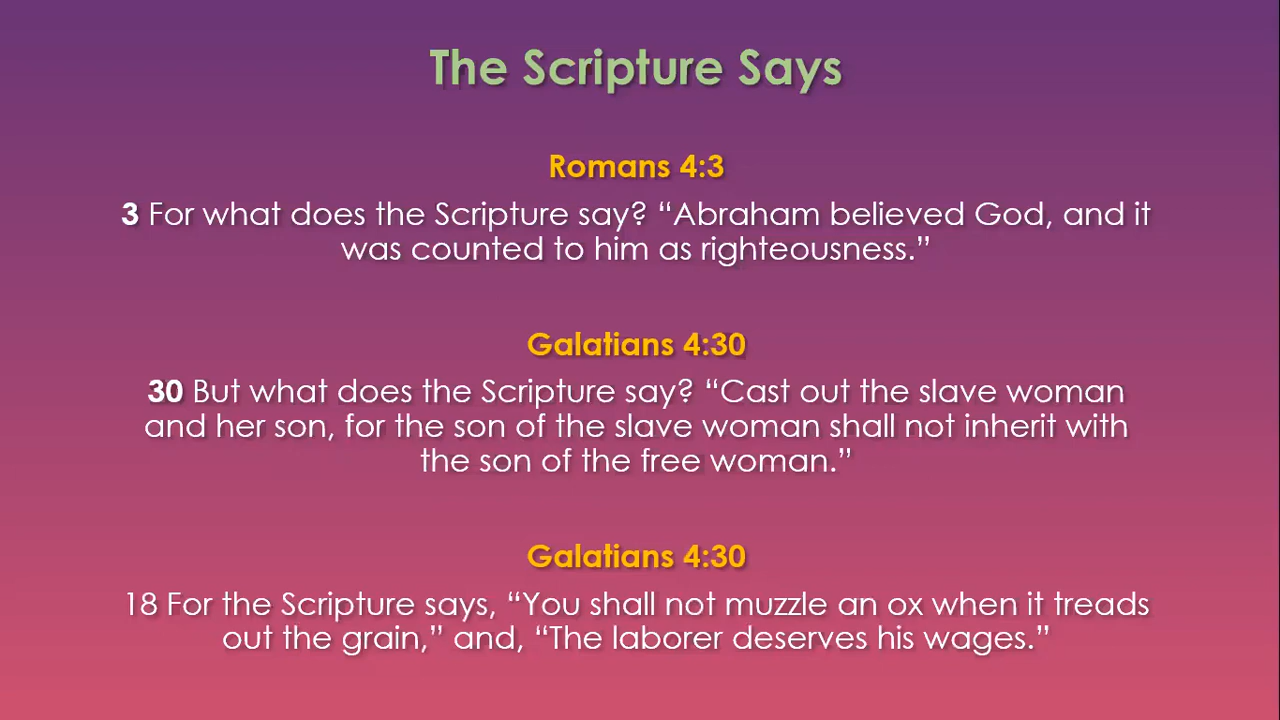 The Scripture Says
Romans 4:3
3 For what does the Scripture say? “Abraham believed God, and it
was counted to him as righteousness.”
Galatians 4:30
30 But what does the Scripture say? “Cast out the slave woman
and her son, for the son of the slave woman shall not inherit with
the son of the free woman.”
Galatians 4:30
18 For the Scripture says, “You shall not muzzle an ox when it treads
out the grain,” and, “The laborer deserves his wages.”